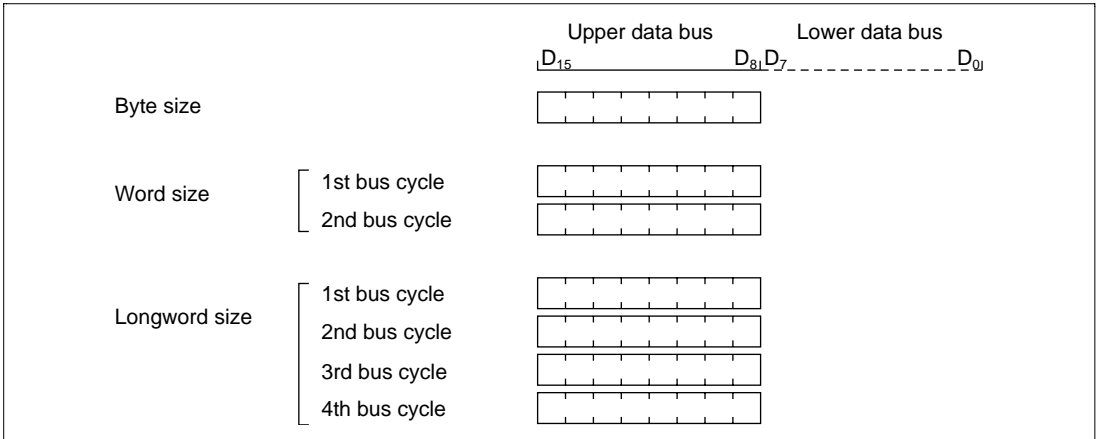 Upper data bus Lower data bus
D15 D8 D7 D0
Byte size
Word size
1st bus cycle
2nd bus cycle
Longword size
1st bus cycle
2nd bus cycle
3rd bus cycle
4th bus cycle